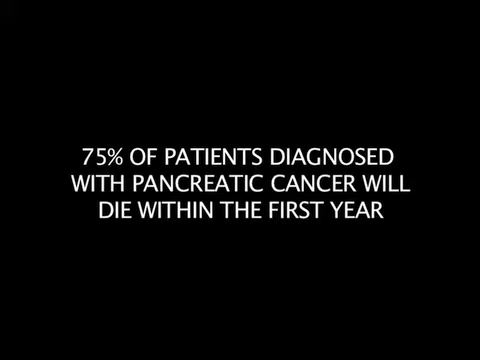 75% OF PATIENTS DIAGNOSED
WITH PANCREATIC CANCER WILL
DIE WITHIN THE FIRST YEAR